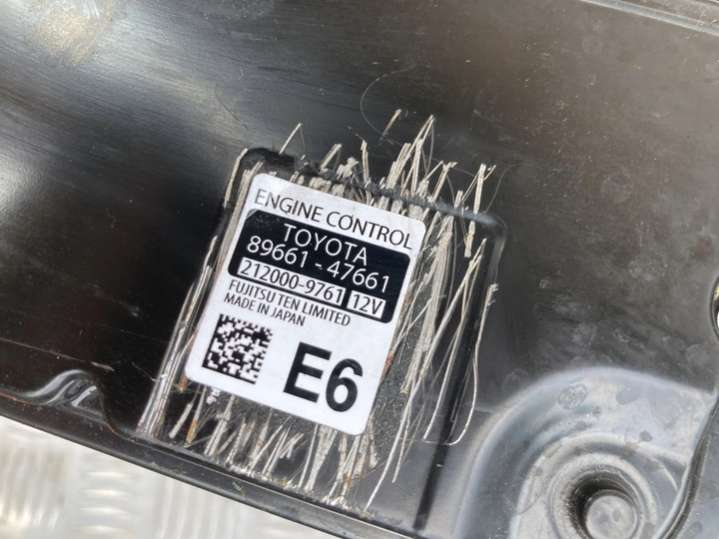 ENGINE CONTROL
TOYOTA
89661-47661
212000-9761 12V
FUJITSU TEN LIMITED
MADE IN JAPAN
E6